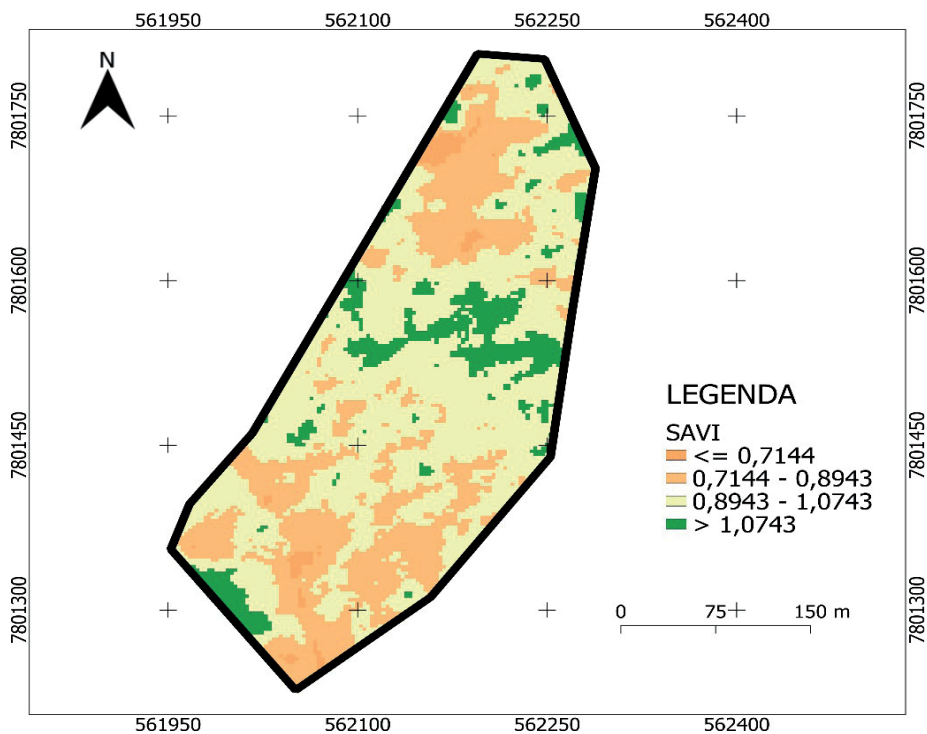 561950 562100 562250 562400
N
7801750 7801750
7801600 7801600
LEGENDA
SAVI
7801450 7801450
<= 0,7144
0,7144 - 0,8943
0,8943 - 1,0743
> 1,0743
7801300 7801300
0 75 150 m
561950 562100 562250 562400